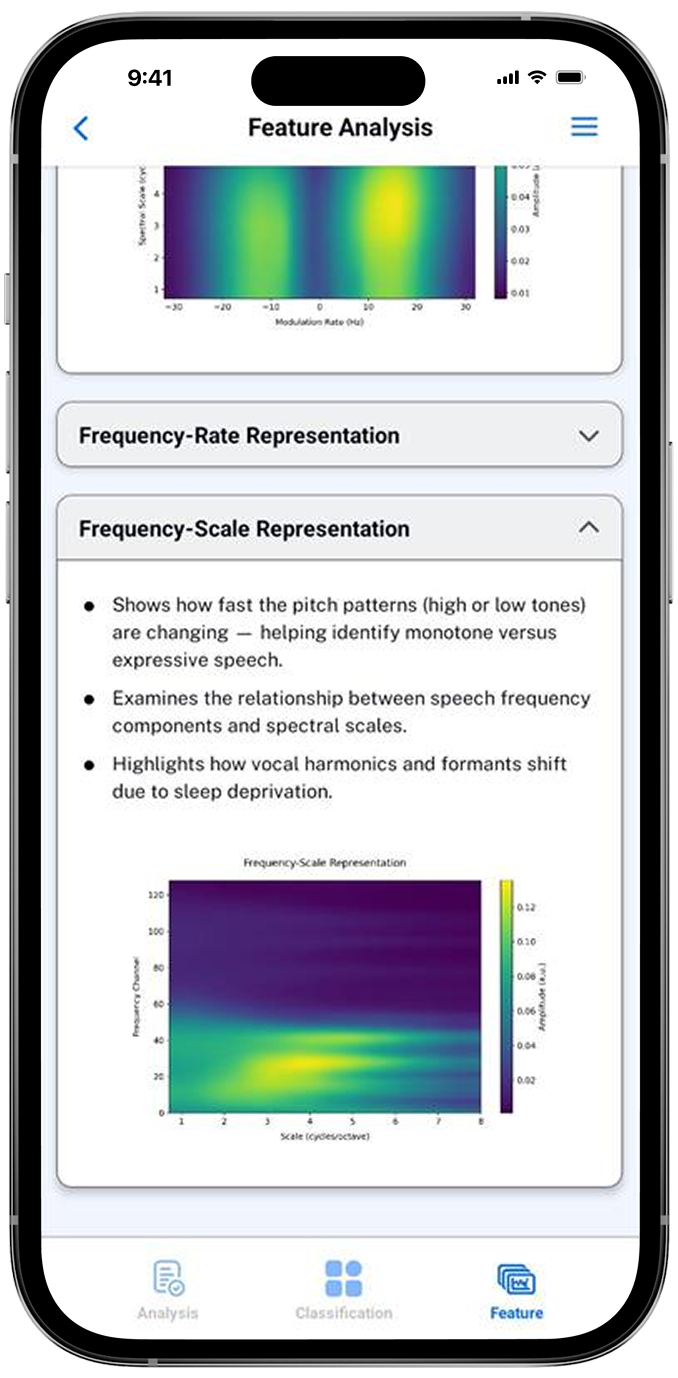 9:41
Feature Analysis
Spectral Scale (cyc
4
3
2
1
−30 −20 −10 0 10 20 30
Modulation Rate (Hz)
0.04
0.03
0.02
0.01
Amplitude
Frequency-Rate Representation
Frequency-Scale Representation
● Shows how fast the pitch patterns (high or low tones)
are changing — helping identify monotone versus
expressive speech.
● Examines the relationship between speech frequency
components and spectral scales.
● Highlights how vocal harmonics and formants shift
due to sleep deprivation.
Frequency-Scale Representation
Frequency Channel
120
100
80
60
40
20
0
1 2 3 4 5 6 7 8
Scale (cycles/octave)
0.12
0.10
0.08
0.06
0.04
0.02
Amplitude (a.u.)
Analysis Classification Feature